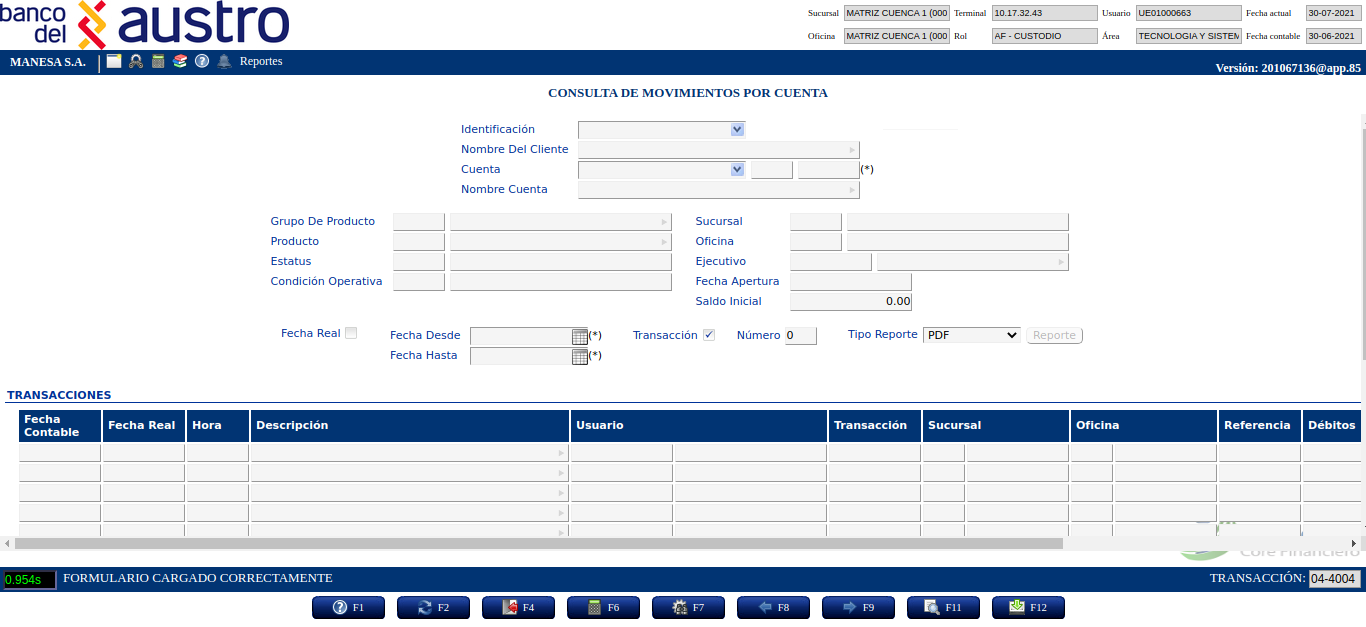 banco del austro
Sucursal MATRIZ CUENCA 1 (000 Terminal 10.17.32.43 Usuario UE01000663 Fecha actual 30-07-2021
Oficina MATRIZ CUENCA 1 (000 Rol AF - CUSTODIO Área TECNOLOGIA Y SISTEM Fecha contable 30-06-2021
MANESA S.A. Reportes
Versión: 201067136@app.85
CONSULTA DE MOVIMIENTOS POR CUENTA
Identificación
Nombre Del Cliente
Cuenta (*)
Nombre Cuenta
Grupo De Producto Sucursal
Producto Oficina
Estatus Ejecutivo
Condición Operativa Fecha Apertura
Saldo Inicial 0.00
Fecha Real Fecha Desde (*) Transacción Número 0 Tipo Reporte PDF Reporte
Fecha Hasta (*)
TRANSACCIONES
Fecha Contable Fecha Real Hora Descripción Usuario Transacción Sucursal Oficina Referencia Débitos
Core Financiero
0.954s FORMULARIO CARGADO CORRECTAMENTE TRANSACCIÓN: 04-4004
F1 F2 F4 F6 F7 F8 F9 F11 F12